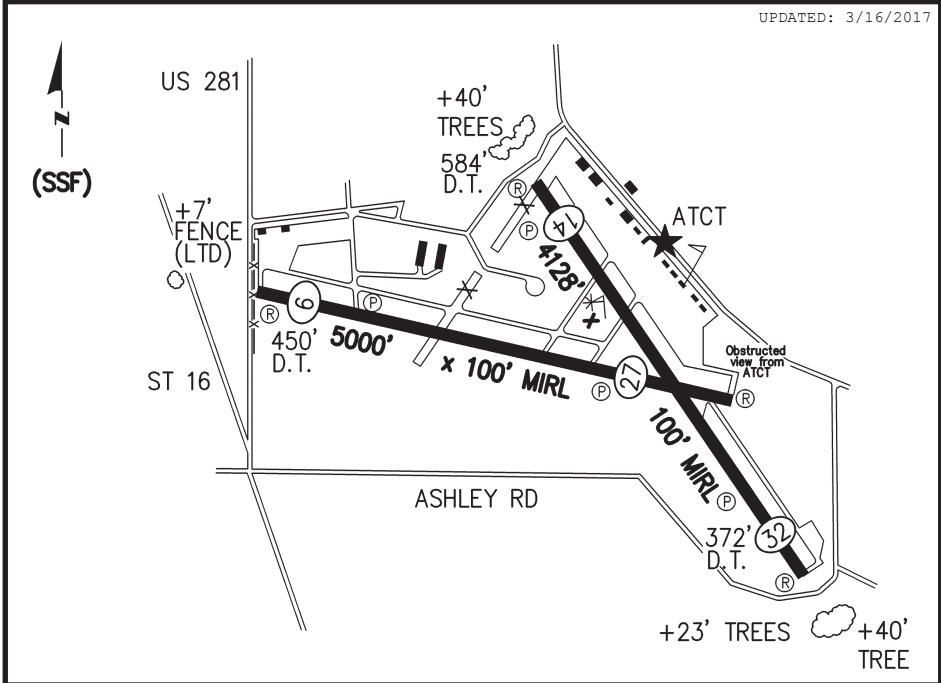 UPDATED: 3/16/2017
N
(SSF)
US 281
+40'
TREES
584'
D.T.
R
P
14
4128'
ATCT
+7'
FENCE
(LTD)
9
R
P
450'
D.T.
5000'
x 100' MIRL
27
P
Obstructed
view from
ATCT
R
ST 16
100' MIRL
P
ASHLEY RD
372'
D.T.
32
R
+23' TREES
+40'
TREE